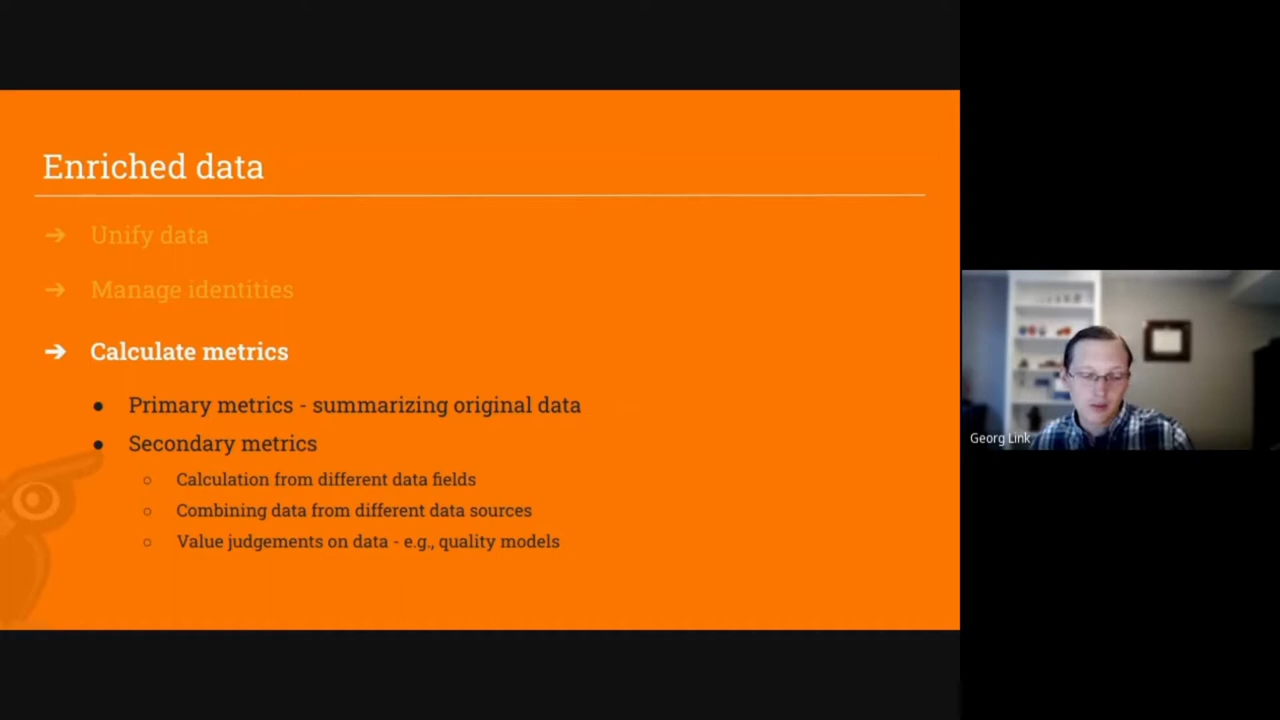 Enriched data
➔ Unify data
➔ Manage identities
➔ Calculate metrics
● Primary metrics - summarizing original data
● Secondary metrics
○ Calculation from different data fields
○ Combining data from different data sources
○ Value judgements on data - e.g., quality models
Georg Link